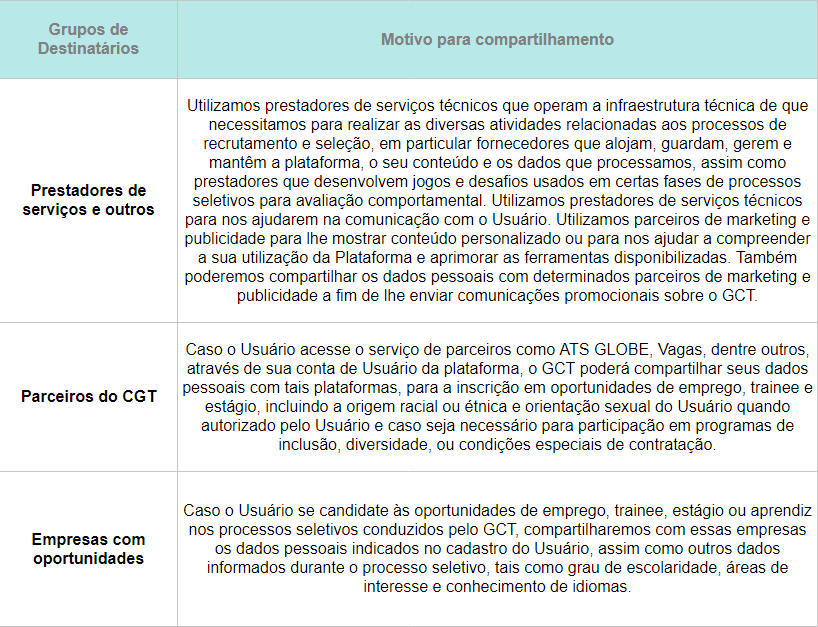 Grupos de
Destinatários
Motivo para compartilhamento
Prestadores de
serviços e outros
Utilizamos prestadores de serviços técnicos que operam a infraestrutura técnica de que
necessitamos para realizar as diversas atividades relacionadas aos processos de
recrutamento e seleção, em particular fornecedores que alojam, guardam, gerem e
mantêm a plataforma, o seu conteúdo e os dados que processamos, assim como
prestadores que desenvolvem jogos e desafios usados em certas fases de processos
seletivos para avaliação comportamental. Utilizamos prestadores de serviços técnicos
para nos ajudarem na comunicação com o Usuário. Utilizamos parceiros de marketing e
publicidade para lhe mostrar conteúdo personalizado ou para nos ajudar a compreender
a sua utilização da Plataforma e aprimorar as ferramentas disponibilizadas. Também
poderemos compartilhar os dados pessoais com determinados parceiros de marketing e
publicidade a fim de lhe enviar comunicações promocionais sobre o GCT.
Parceiros do CGT
Caso o Usuário acesse o serviço de parceiros como ATS GLOBE, Vagas, dentre outros,
através de sua conta de Usuário da plataforma, o GCT poderá compartilhar seus dados
pessoais com tais plataformas, para a inscrição em oportunidades de emprego, trainee e
estágio, incluindo a origem racial ou étnica e orientação sexual do Usuário quando
autorizado pelo Usuário e caso seja necessário para participação em programas de
inclusão, diversidade, ou condições especiais de contratação.
Empresas com
oportunidades
Caso o Usuário se candidate às oportunidades de emprego, trainee, estágio ou aprendiz
nos processos seletivos conduzidos pelo GCT, compartilharemos com essas empresas
os dados pessoais indicados no cadastro do Usuário, assim como outros dados
informados durante o processo seletivo, tais como grau de escolaridade, áreas de
interesse e conhecimento de idiomas.